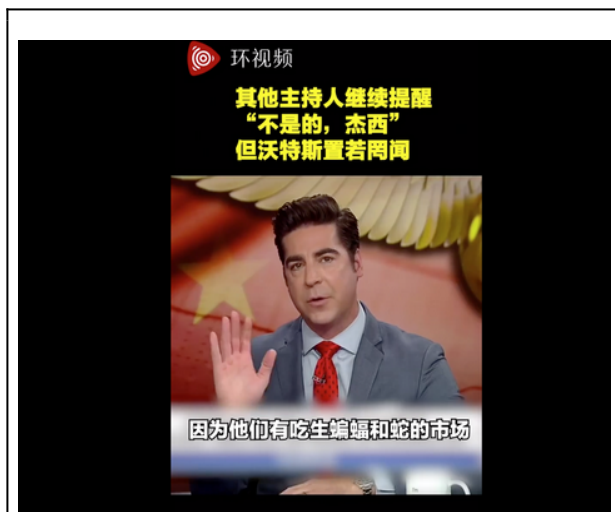 环视频
其他主持人继续提醒
“不是的，杰西”
但沃特斯置若罔闻
因为他们有吃生蝙蝠和蛇的市场